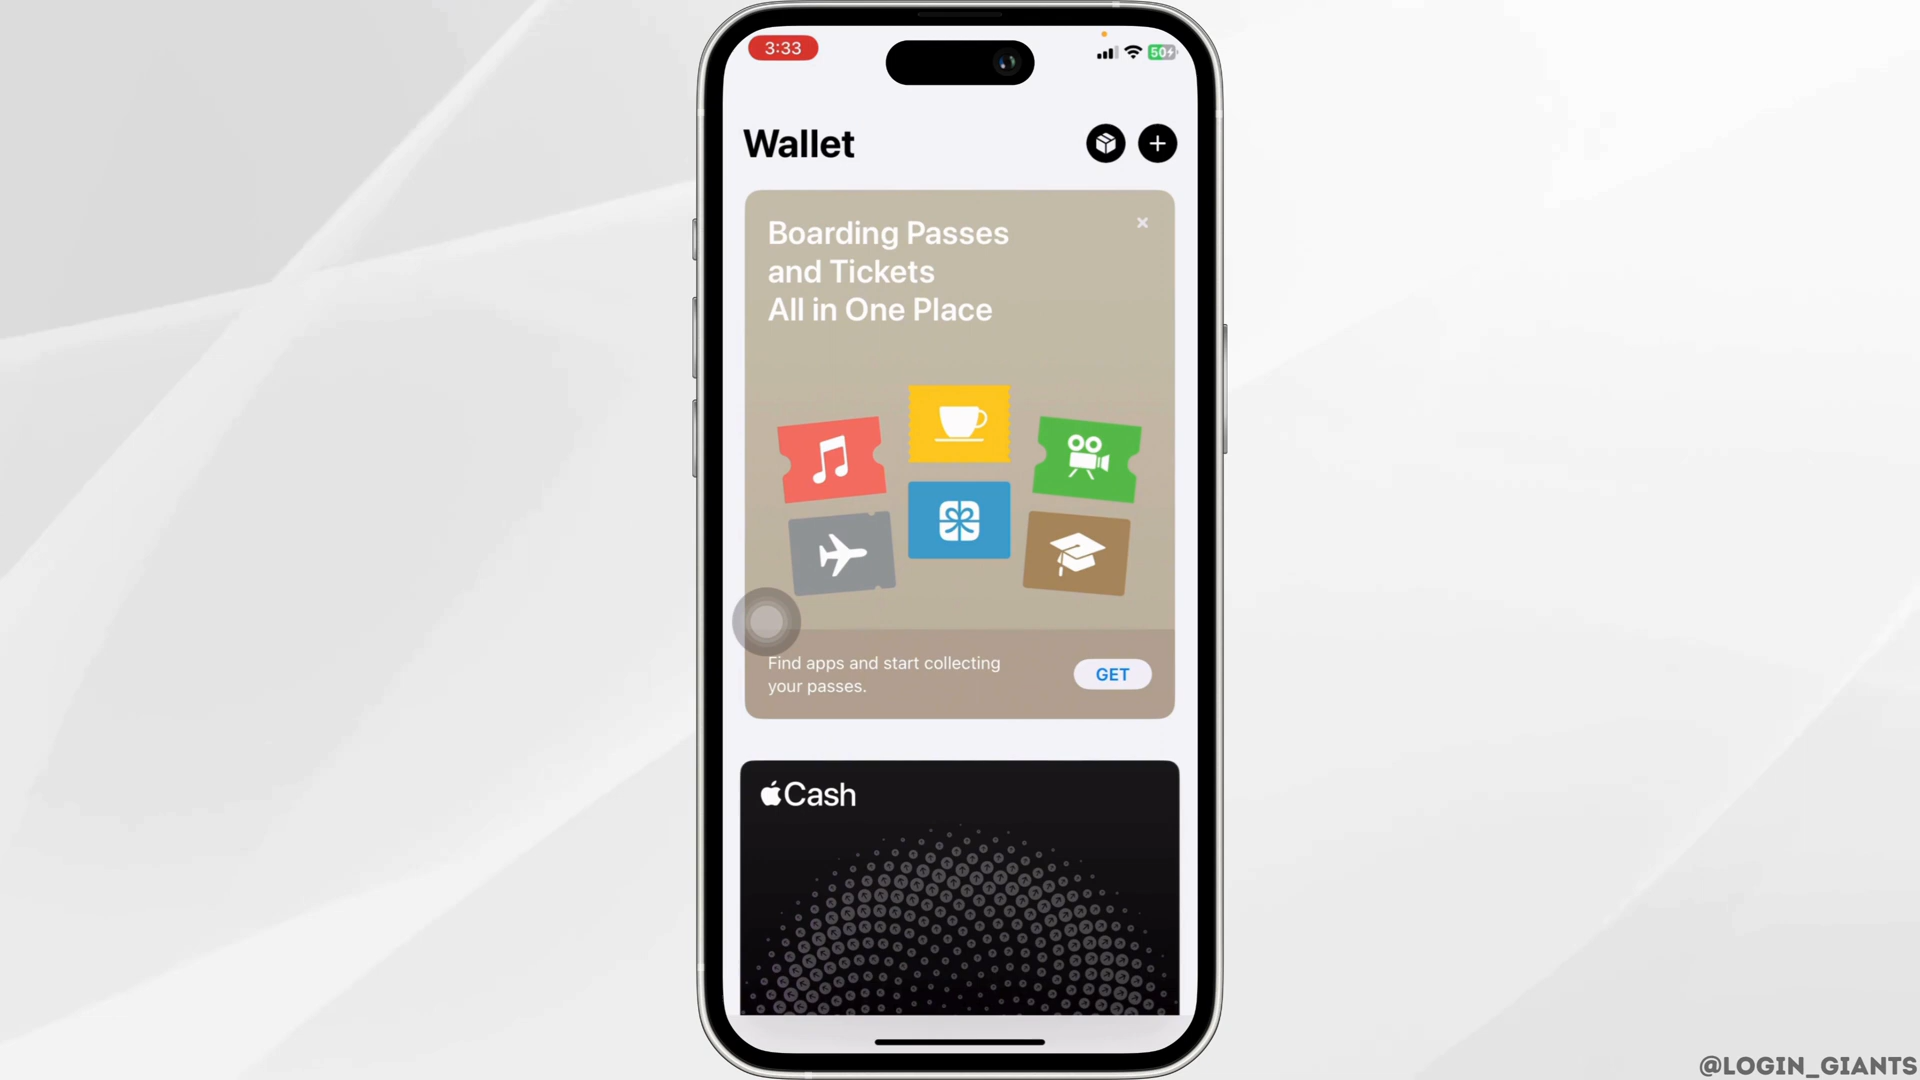 3:33
50
Wallet
Boarding Passes
and Tickets
All in One Place
Find apps and start collecting
your passes.
GET
Cash
@LOGIN_GIANTS